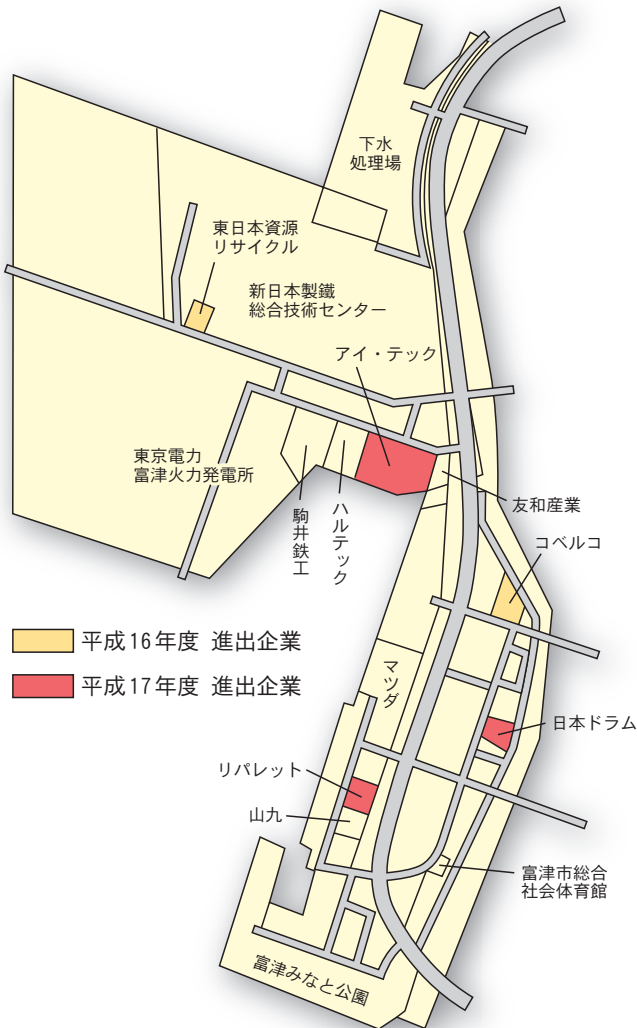 下水
処理場
東日本資源
リサイクル
新日本製鐵
総合技術センター
アイ・テック
東京電力
富津火力発電所
駒井鉄工
ハルテック
友和産業
コベルコ
平成16年度 進出企業
平成17年度 進出企業
マツダ
日本ドラム
リパレット
山九
富津市総合
社会体育館
富津みなと公園